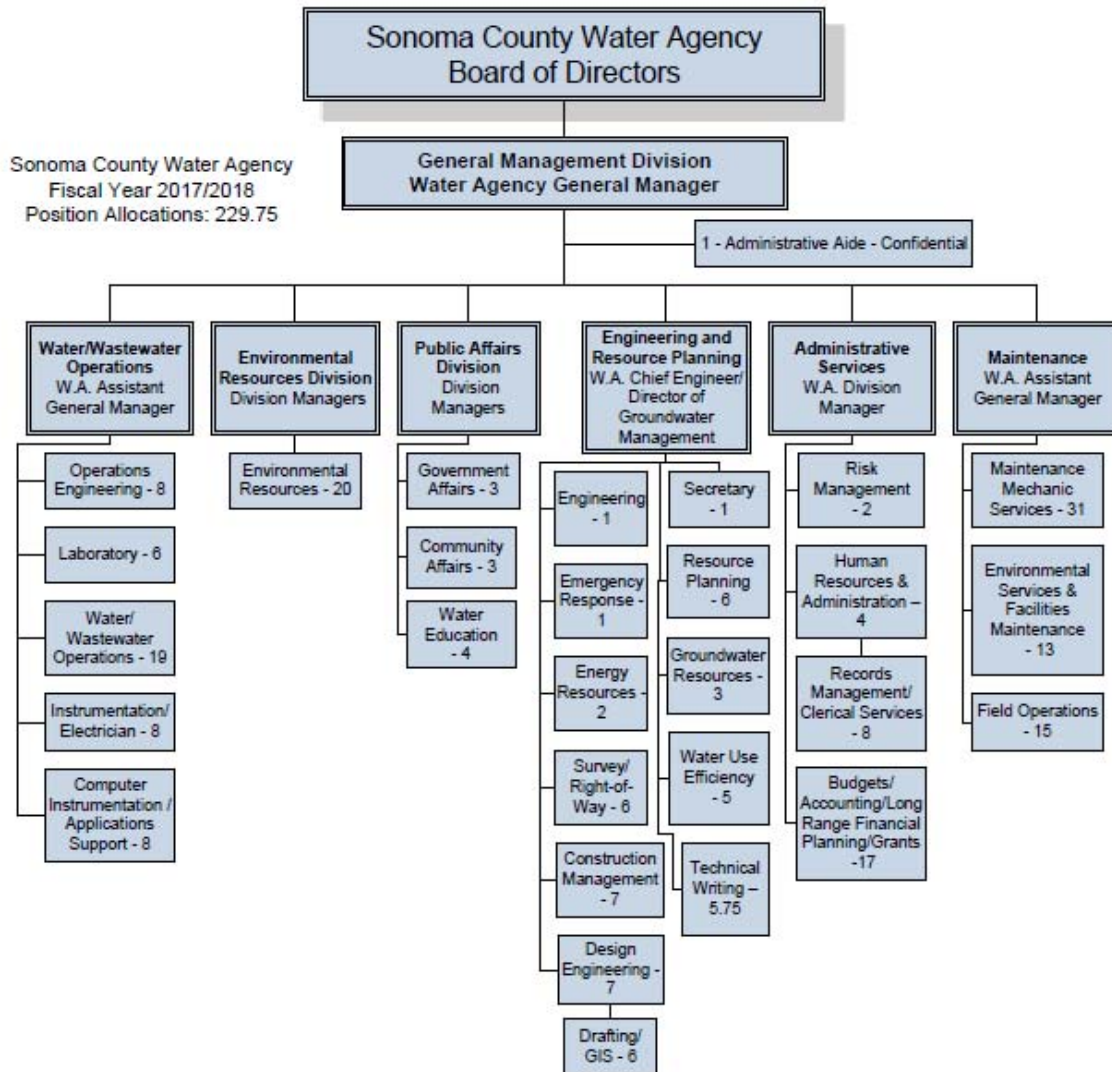 Sonoma County Water Agency
Board of Directors
General Management Division
Water Agency General Manager
Sonoma County Water Agency
Fiscal Year 2017/2018
Position Allocations: 229.75
1 - Administrative Aide - Confidential
Water/Wastewater
Operations
W.A. Assistant
General Manager
Operations
Engineering - 8
Laboratory - 6
Water/
Wastewater
Operations - 19
Instrumentation/
Electrician - 8
Computer
Instrumentation /
Applications
Support - 8
Environmental
Resources Division
Division Managers
Environmental
Resources - 20
Public Affairs
Division
Division
Managers
Government
Affairs - 3
Community
Affairs - 3
Water
Education
- 4
Engineering and
Resource Planning
W.A. Chief Engineer/
Director of
Groundwater
Management
Engineering
- 1
Emergency
Response -
1
Energy
Resources -
2
Survey/
Right-of-
Way - 6
Construction
Management
- 7
Design
Engineering -
7
Drafting/
GIS - 6
Secretary
- 1
Resource
Planning
- 6
Groundwater
Resources -
3
Water Use
Efficiency
- 5
Technical
Writing –
5.75
Administrative
Services
W.A. Division
Manager
Risk
Management
- 2
Human
Resources &
Administration –
4
Records
Management/
Clerical Services
- 8
Budgets/
Accounting/Long
Range Financial
Planning/Grants
-17
Maintenance
W.A. Assistant
General Manager
Maintenance
Mechanic
Services - 31
Environmental
Services &
Facilities
Maintenance
- 13
Field Operations
- 15